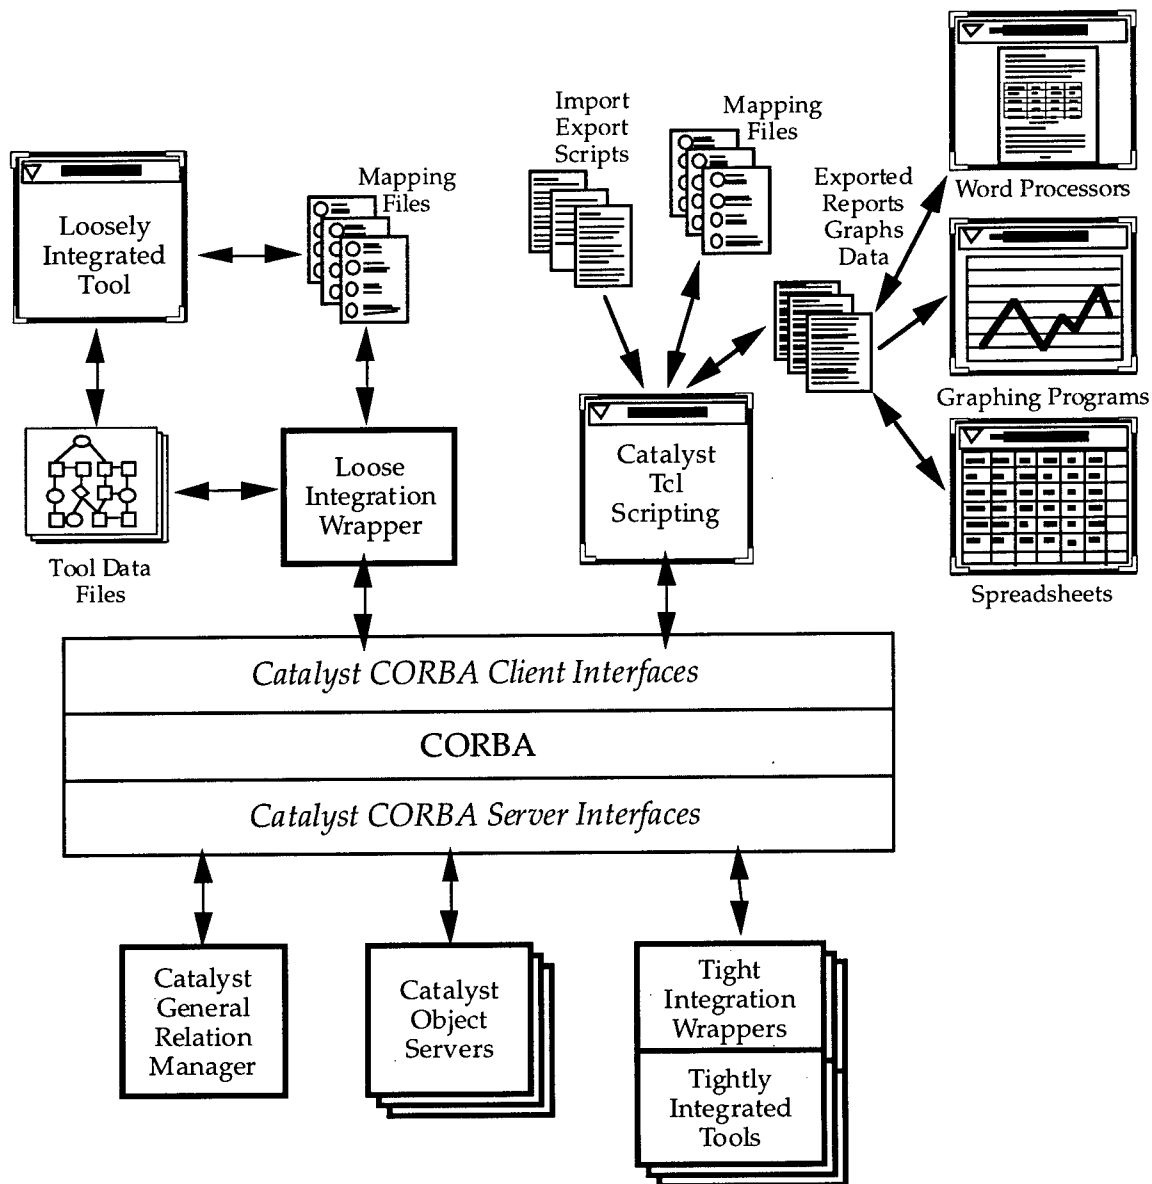 Import
Export
Scripts
Mapping
Files
Word Processors
Mapping
Files
Exported
Reports
Graphs
Data
Loosely
Integrated
Tool
Graphing Programs
Loose
Integration
Wrapper
Catalyst
Tcl
Scripting
Tool Data
Files
Spreadsheets
Catalyst CORBA Client Interfaces
CORBA
Catalyst CORBA Server Interfaces
Catalyst
General
Relation
Manager
Catalyst
Object
Servers
Tight
Integration
Wrappers
Tightly
Integrated
Tools